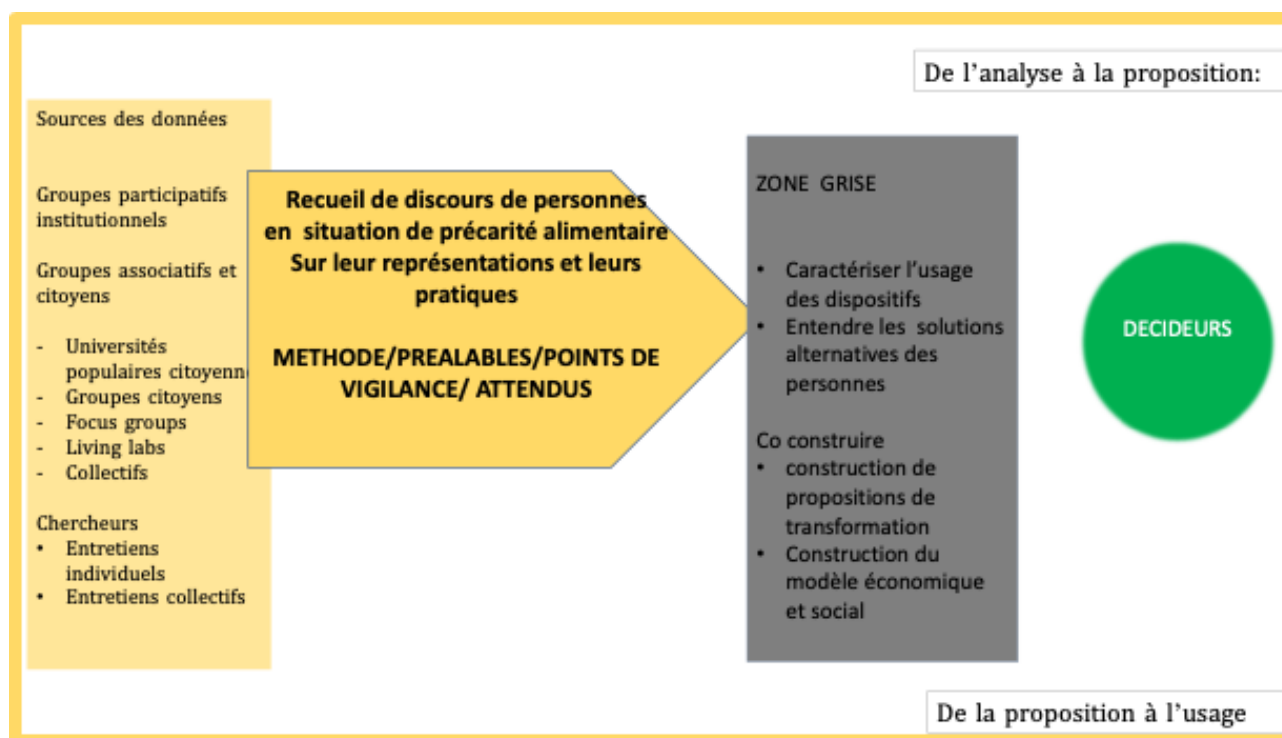 De l'analyse à la proposition:
Sources des données
Groupes participatifs
institutionnels
Groupes associatifs et
citoyens
- Universités
populaires citoyenn
- Groupes citoyens
- Focus groups
- Living labs
- Collectifs
Chercheurs
• Entretiens
individuels
• Entretiens collectifs
Recueil de discours de personnes
en situation de précarité alimentaire
Sur leur représentations et leurs
pratiques
METHODE/PREALABLES/POINTS DE
VIGILANCE/ ATTENDUS
ZONE GRISE
• Caractériser l'usage
des dispositifs
• Entendre les solutions
alternatives des
personnes
Co construire
• construction de
propositions de
transformation
• Construction du
modèle économique
et social
DECIDEURS
De la proposition à l'usage